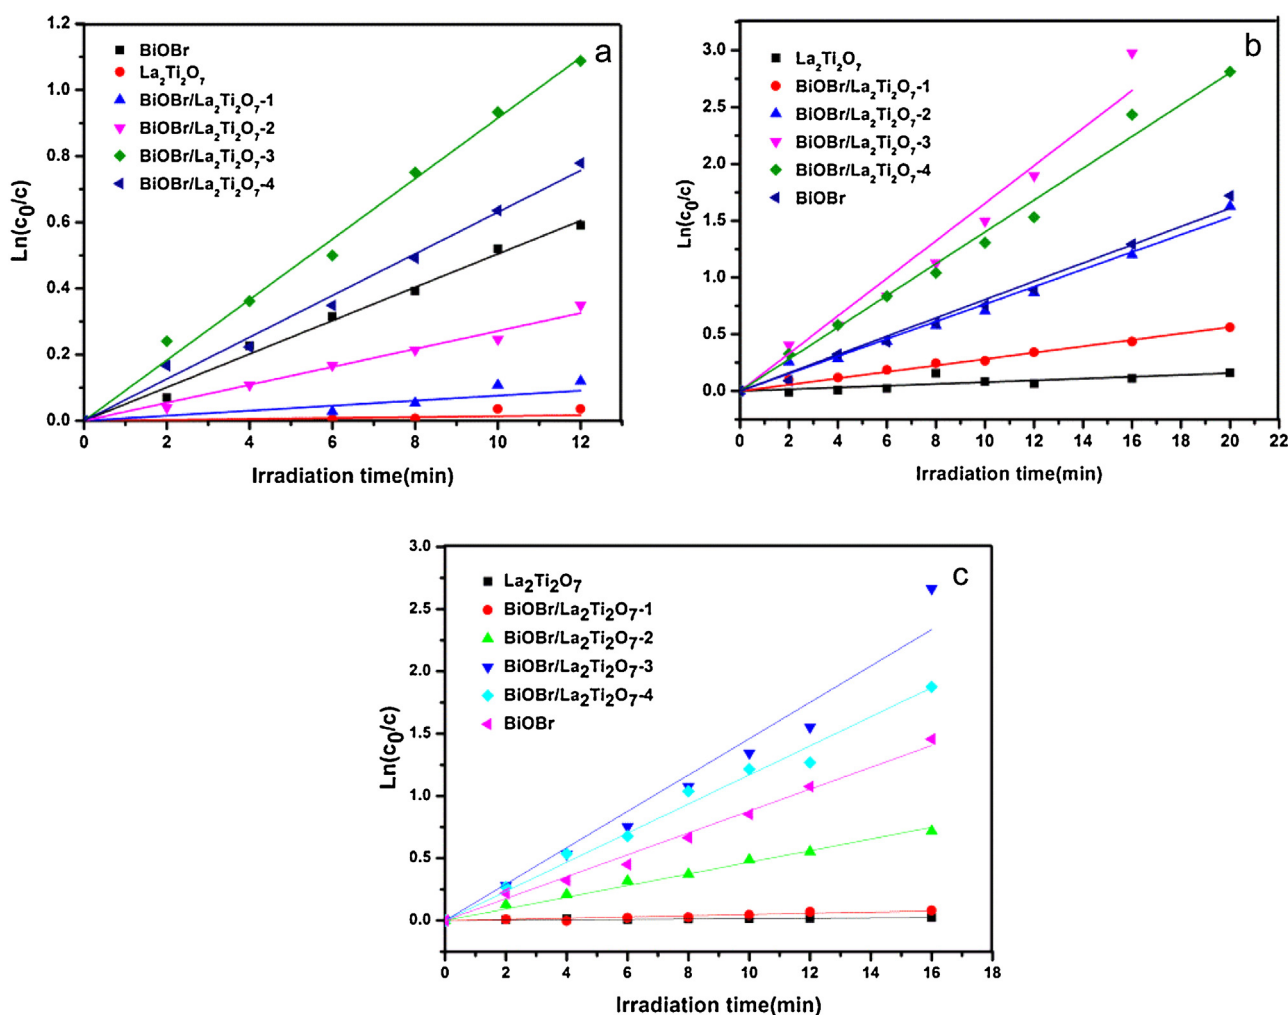 a
BiOBr
La₂Ti₂O₇
BiOBr/La₂Ti₂O₇-1
BiOBr/La₂Ti₂O₇-2
BiOBr/La₂Ti₂O₇-3
BiOBr/La₂Ti₂O₇-4
Ln(c₀/c)
1.2
1.0
0.8
0.6
0.4
0.2
0.0
0 2 4 6 8 10 12
Irradiation time(min)
b
La₂Ti₂O₇
BiOBr/La₂Ti₂O₇-1
BiOBr/La₂Ti₂O₇-2
BiOBr/La₂Ti₂O₇-3
BiOBr/La₂Ti₂O₇-4
BiOBr
Ln(c₀/c)
3.0
2.5
2.0
1.5
1.0
0.5
0.0
0 2 4 6 8 10 12 14 16 18 20 22
Irradiation time(min)
c
La₂Ti₂O₇
BiOBr/La₂Ti₂O₇-1
BiOBr/La₂Ti₂O₇-2
BiOBr/La₂Ti₂O₇-3
BiOBr/La₂Ti₂O₇-4
BiOBr
Ln(c₀/c)
3.0
2.5
2.0
1.5
1.0
0.5
0.0
0 2 4 6 8 10 12 14 16 18
Irradiation time(min)